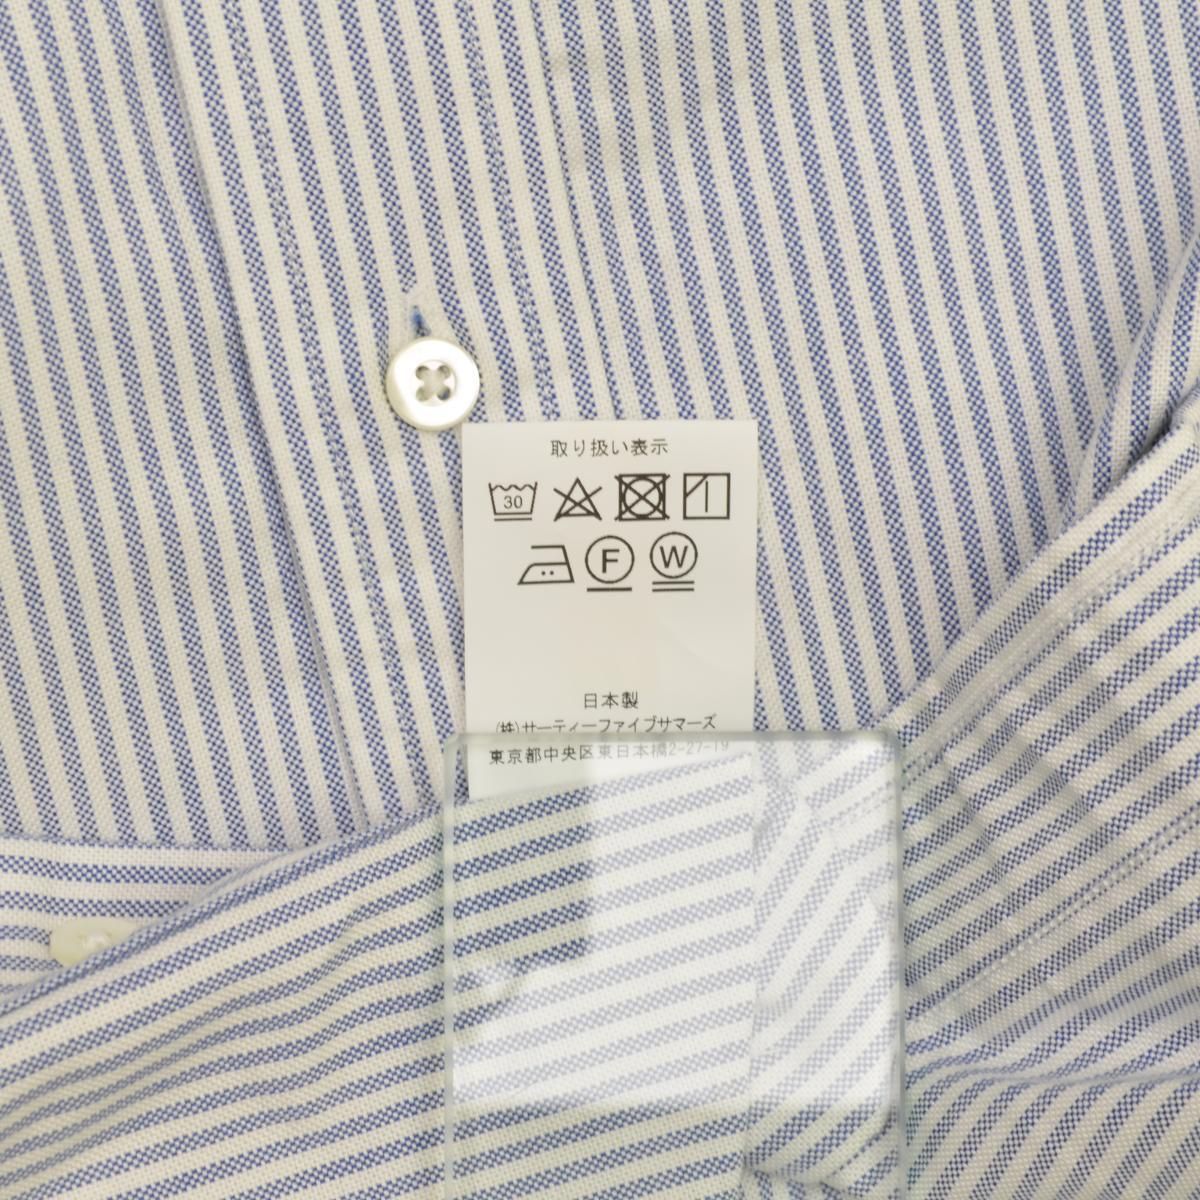 取り扱い表示
30
F W
日本製
(株)サーティーファイブサマーズ
東京都中央区東日本橋2-27-19